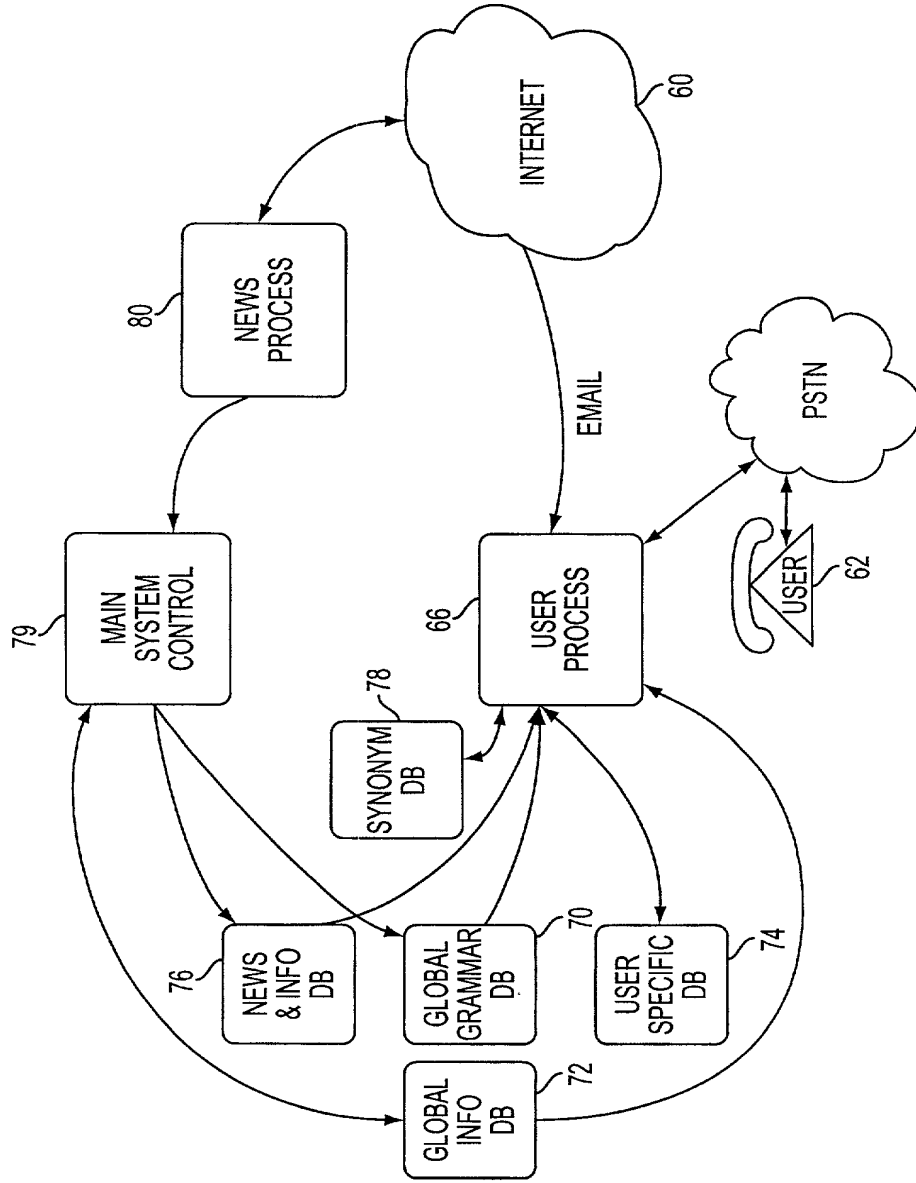 79
MAIN
SYSTEM
CONTROL
80
NEWS
PROCESS
INTERNET
60
76
NEWS
& INFO
DB
SYNONYM
DB
78
GLOBAL
INFO
DB
72
GLOBAL
GRAMMAR
DB
70
66
USER
PROCESS
EMAIL
USER
SPECIFIC
DB
74
USER
62
PSTN